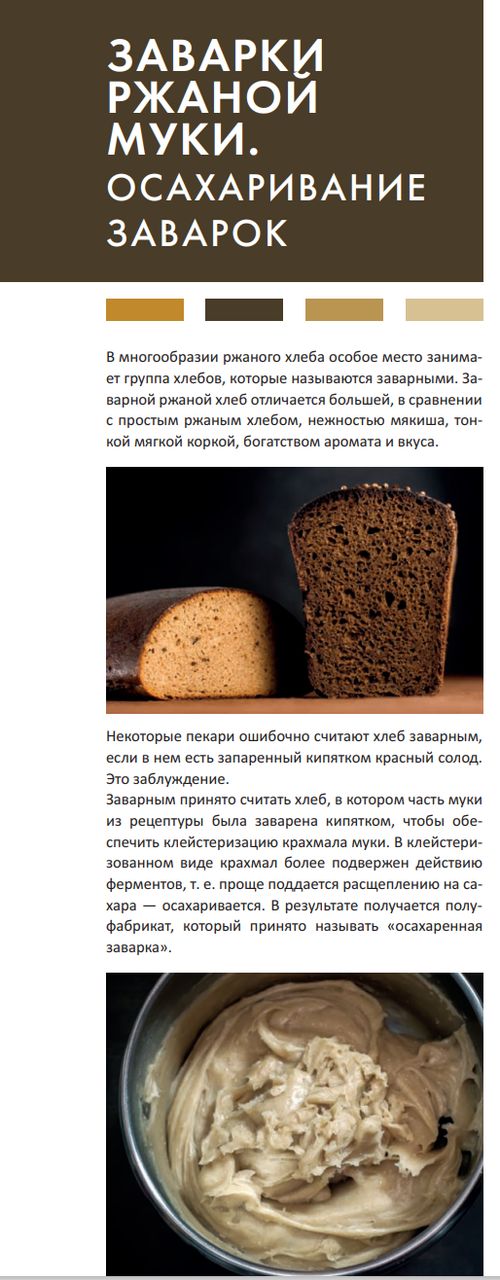 ЗАВАРКИ
РЖАНОЙ
МУКИ.
ОСАХАРИВАНИЕ
ЗАВАРОК
В многообразии ржаного хлеба особое место занима-
ет группа хлебов, которые называются заварными. За-
варной ржаной хлеб отличается большей, в сравнении
с простым ржаным хлебом, нежностью мякиша, тон-
кой мягкой коркой, богатством аромата и вкуса.
Некоторые пекари ошибочно считают хлеб заварным,
если в нем есть запаренный кипятком красный солод.
Это заблуждение.
Заварным принято считать хлеб, в котором часть муки
из рецептуры была заварена кипятком, чтобы обе-
спечить клейстеризацию крахмала муки. В клейстери-
зованном виде крахмал более подвержен действию
ферментов, т. е. проще поддается расщеплению на са-
хара — осахаривается. В результате получается полу-
фабрикат, который принято называть «осахаренная
заварка».